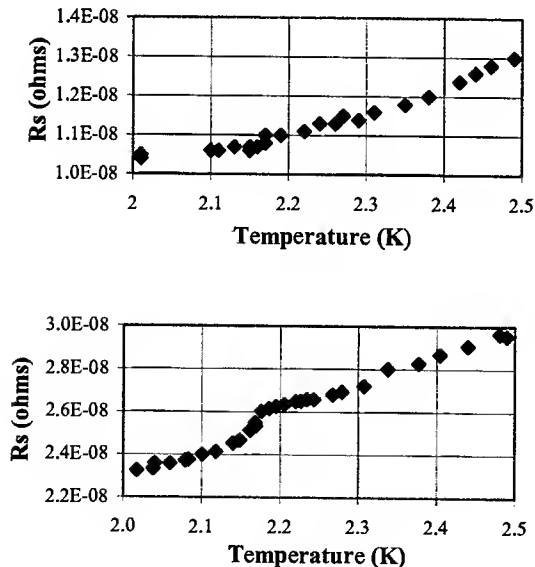 1.4E-08
1.3E-08
1.2E-08
1.1E-08
1.0E-08
Rs (ohms)
2 2.1 2.2 2.3 2.4 2.5
Temperature (K)
3.0E-08
2.8E-08
2.6E-08
2.4E-08
2.2E-08
Rs (ohms)
2.0 2.1 2.2 2.3 2.4 2.5
Temperature (K)